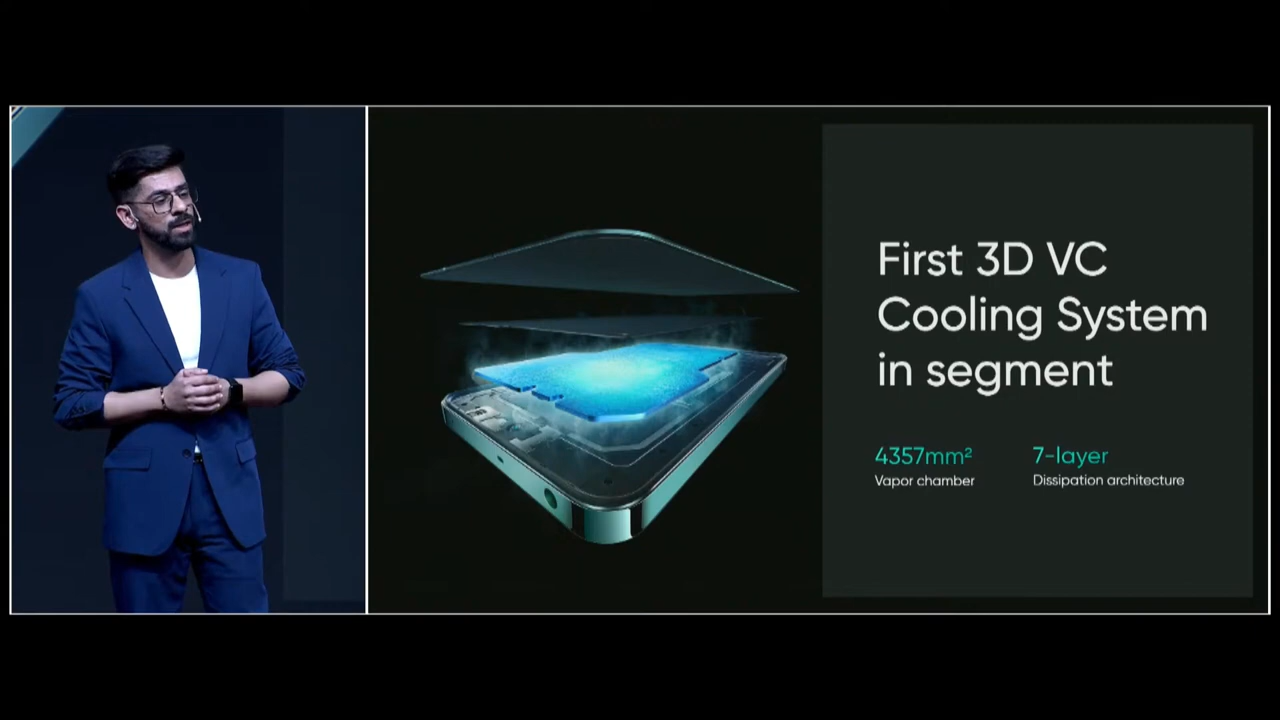 First 3D VC
Cooling System
in segment
4357mm²
Vapor chamber
7-layer
Dissipation architecture